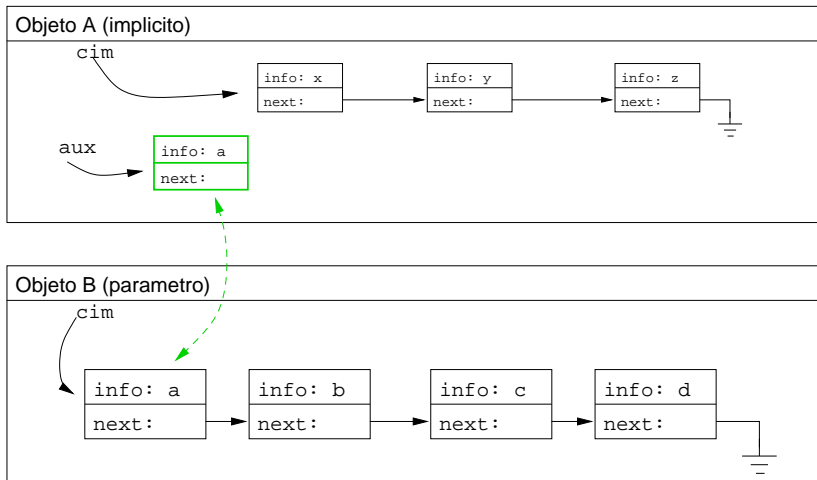 Objeto A (implicito)
cim
info: x
next:
info: y
next:
info: z
next:
aux
info: a
next:
Objeto B (parametro)
cim
info: a
next:
info: b
next:
info: c
next:
info: d
next: